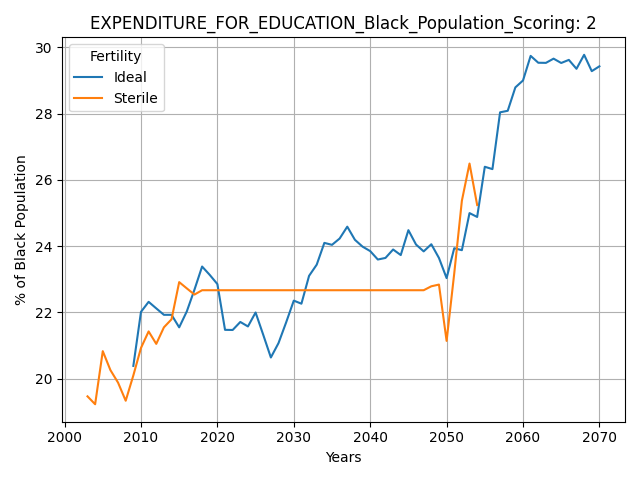 EXPENDITURE_FOR_EDUCATION_Black_Population_Scoring: 2
Fertility
Ideal
Sterile
% of Black Population
30
28
26
24
22
20
2000 2010 2020 2030 2040 2050 2060 2070
Years